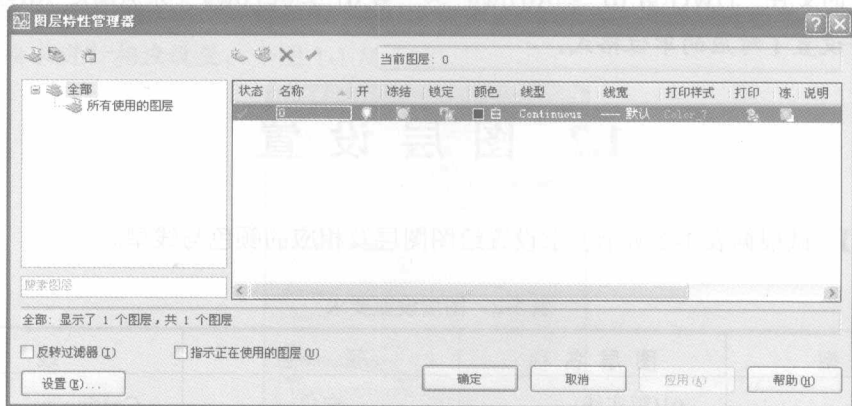 图层特性管理器
当前图层: 0
全部
所有使用的图层
状态 名称 开 冻结 锁定 颜色 线型 线宽 打印样式 打印 冻. 说明
0 白 Continuous —— 默认 Color_7
搜索图层
全部: 显示了 1 个图层，共 1 个图层
反转过滤器(I) 指示正在使用的图层(U)
设置(E)... 确定 取消 应用(A) 帮助(H)